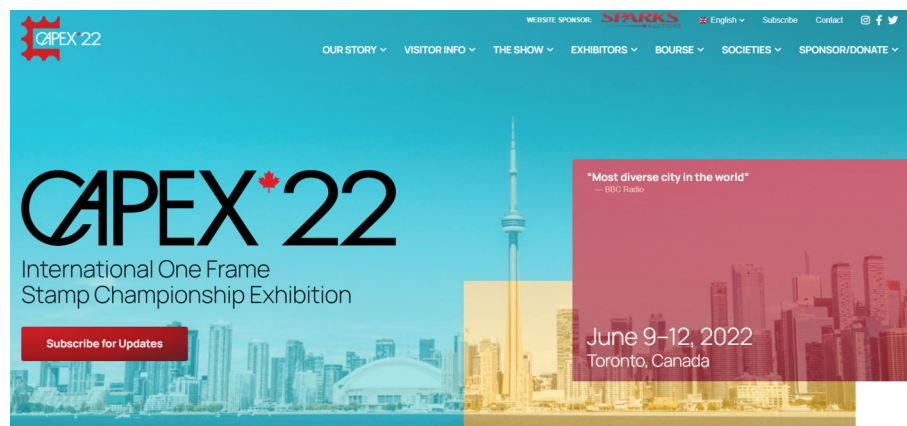 WEBSITE SPONSOR: SPARKS AUCTIONS English Subscribe Contact
CAPEX'22
OUR STORY VISITOR INFO THE SHOW EXHIBITORS BOURSE SOCIETIES SPONSOR/DONATE
CAPEX 22
"Most diverse city in the world"
— BBC Radio
International One Frame
Stamp Championship Exhibition
Subscribe for Updates
June 9–12, 2022
Toronto, Canada